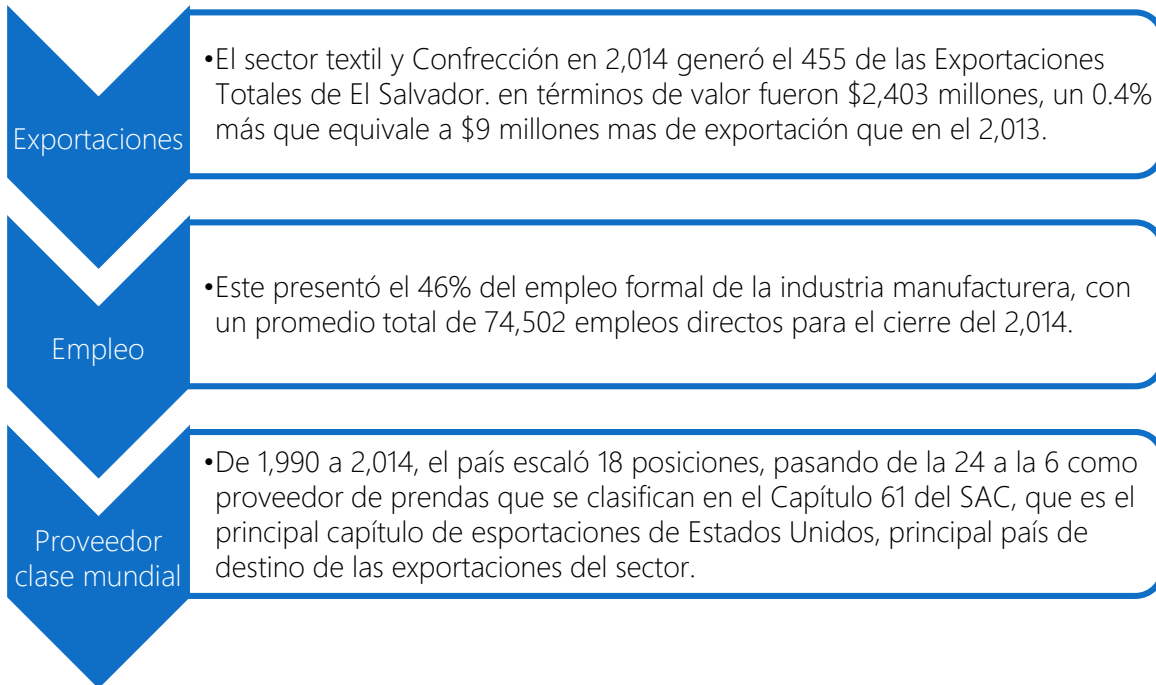 Exportaciones
•El sector textil y Confrección en 2,014 generó el 455 de las Exportaciones
Totales de El Salvador. en términos de valor fueron $2,403 millones, un 0.4%
más que equivale a $9 millones mas de exportación que en el 2,013.
Empleo
•Este presentó el 46% del empleo formal de la industria manufacturera, con
un promedio total de 74,502 empleos directos para el cierre del 2,014.
Proveedor
clase mundial
•De 1,990 a 2,014, el país escaló 18 posiciones, pasando de la 24 a la 6 como
proveedor de prendas que se clasifican en el Capítulo 61 del SAC, que es el
principal capítulo de esportaciones de Estados Unidos, principal país de
destino de las exportaciones del sector.